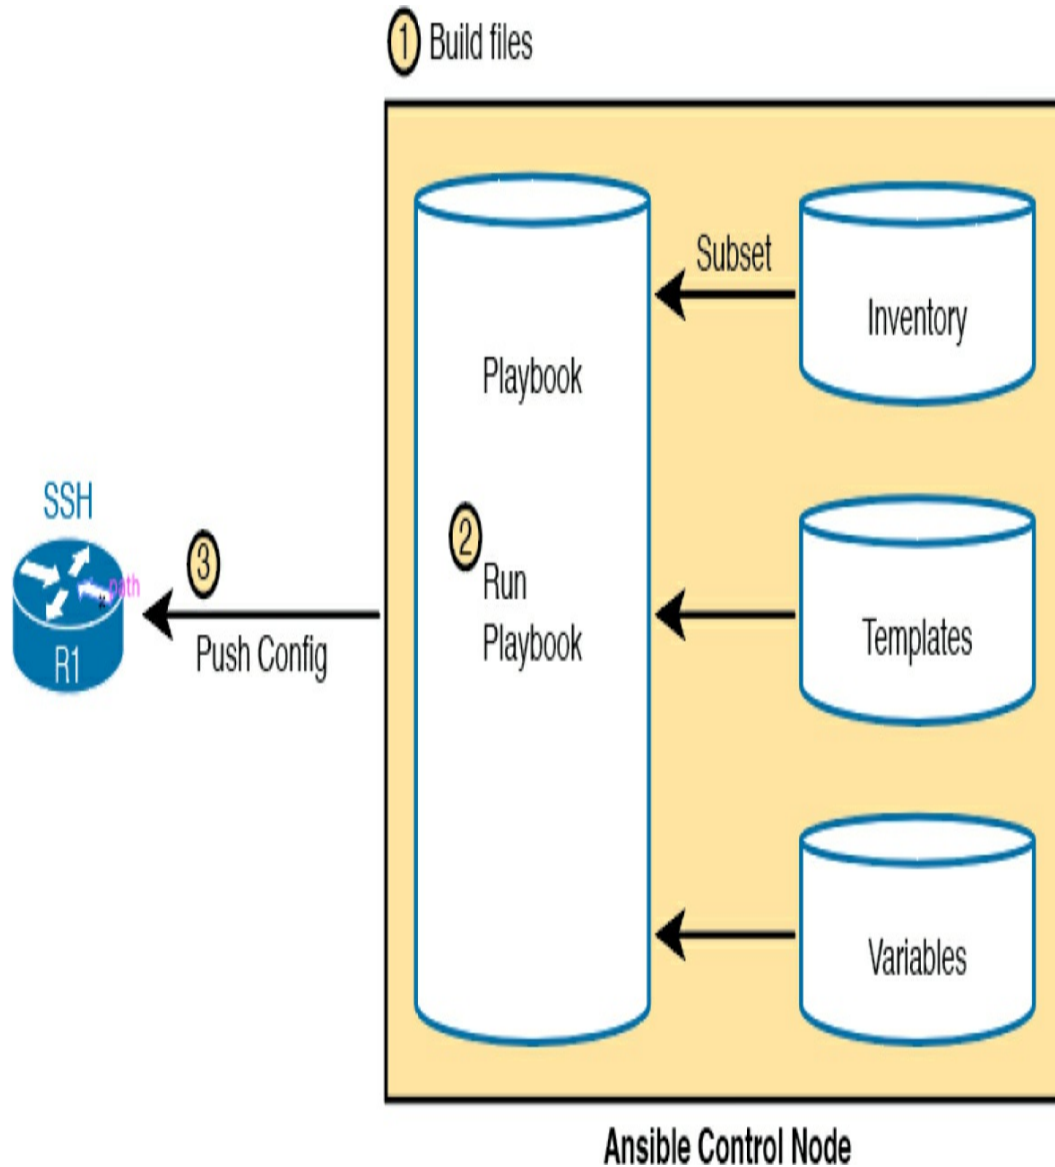 1 Build files
Subset
Inventory
Playbook
SSH
2
3
Run
Playbook
path
Templates
Push Config
R1
Variables
Ansible Control Node